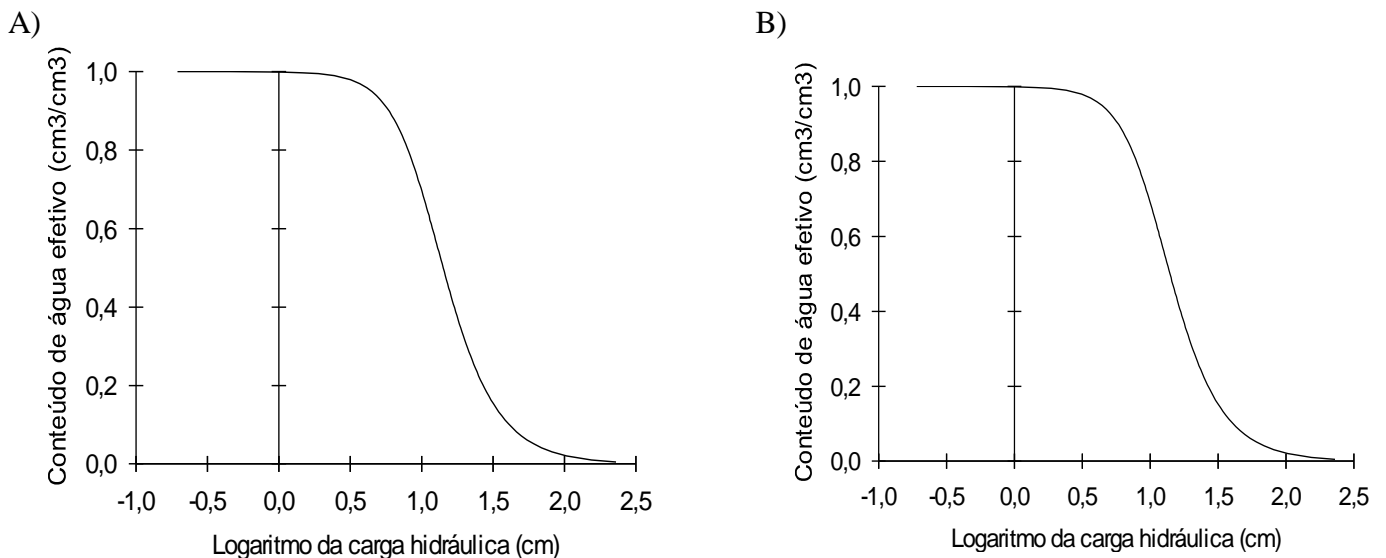 A)
B)
Conteúdo de água efetivo (cm3/cm3)
1,0
0,8
0,6
0,4
0,2
0,0
-1,0 -0,5 0,0 0,5 1,0 1,5 2,0 2,5
Logaritmo da carga hidráulica (cm)
Conteúdo de água efetivo (cm3/cm3)
1,0
0,8
0,6
0,4
0,2
0,0
-1,0 -0,5 0,0 0,5 1,0 1,5 2,0 2,5
Logaritmo da carga hidráulica (cm)